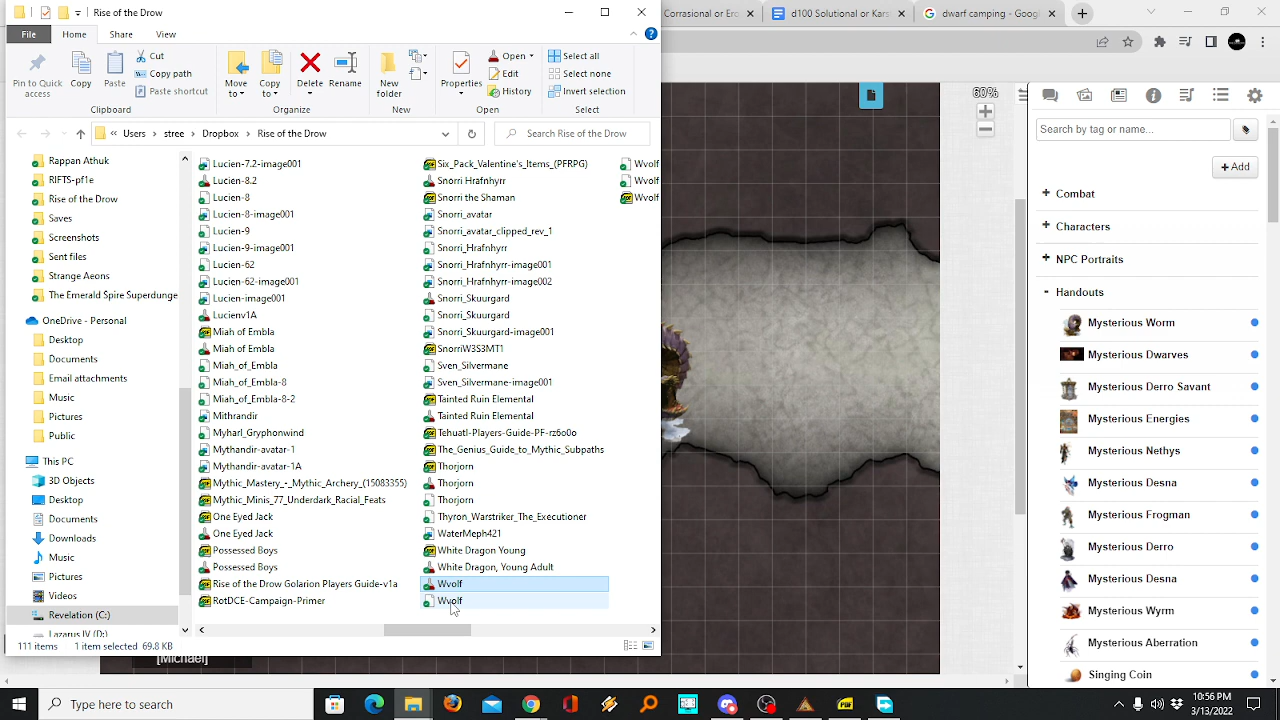 Rise of the Drow
Corrasional or Ero
d100 Solutional or Kars
dwarf camping - Goog
File
Home
Share
View
Pin to Quick access
Copy
Paste
Cut
Copy path
Paste shortcut
Move to
Copy to
Delete
Rename
New folder
Properties
Open
Edit
History
Select all
Select none
Invert selection
Clipboard
Organize
New
Open
Select
Users > stree > Dropbox > Rise of the Drow
Search Rise of the Drow
Rappan Athuk
RIFTS-pf1e
Rise of the Drow
Saves
Screenshots
Sent files
Strange Aeons
The Emerald Spire Superdunge
OneDrive - Personal
Desktop
Documents
Email attachments
Music
Pictures
Public
This PC
3D Objects
Desktop
Documents
Downloads
Music
Pictures
Videos
Revelation (C:)
Lazarus IV (D:)
Lucien-7.2-image001
Lucien-8.2
Lucien-8
Lucien-8-image001
Lucien-9
Lucien-9-image001
Lucien-62
Lucien-62-image001
Lucien-image001
Lucienv1A
Miah of Embla
Miah of Embla
Miah_of_Embla
Miah_of_Embla-8
Miah_of_Embla-8-2
Mithrandir
Myharl_Gryphonwind
Mythandir-avatar-1
Mythandir-avatar-1A
Mythic_Mastery_-_Mythic_Archery_(15083355)
Mythic_Minis_77_Underdark_Racial_Feats
One Eyed Jack
One Eyed Jack
Possessed Boys
Possessed Boys
Rise of the Drow Golarion Players Guide-v1a
RotDCE-Campaign-Primer
Six_Pack_Valentine's_Items_(PFRPG)
Snorri Hrafnhyrr
Snorri the Shaman
Snorri_avatar
Snorri_avatar_clipped_rev_1
Snorri_Hrafnhyrr
Snorri_Hrafnhyrr-image001
Snorri_Hrafnhyrr-image002
Snorri_Skuurgard
Snorri_Skuurgard
Snorri_Skuurgard-image001
SnorriW3S3MT1
Sven_Silvermane
Sven_Silvermane-image001
Tainted Ruin Elemental
Tainted Ruin Elemental
Tehuatl-Players-Guide-PF-rz6o0o
The_Genius_Guide_to_Mythic_Subpaths
Thorjorn
Thorjorn
Thorjorn
Thyron_Warstriker_The_Executioner
WaterMeph421
White Dragon Young
White Dragon, Young Adult
Wvolf
Wvolf
Wvolf
Wvolf
Wvolf
111 items
1 item selected 69.8 KB
[Michael]
60%
Search by tag or name...
+ Add
+ Combat
+ Characters
+ NPC Portraits
- Handouts
Mysterious Worm
Mysterious Dwarves
Mysterious Derro Savant
Mysterious Energies
Mysterious Nethys
Mysterious Desna
Mysterious Frogman
Mysterious Derro
Mysterious Desna
Mysterious Wyrm
Mysterious Aberration
Singing Coin
Type here to search
10:56 PM
3/13/2022